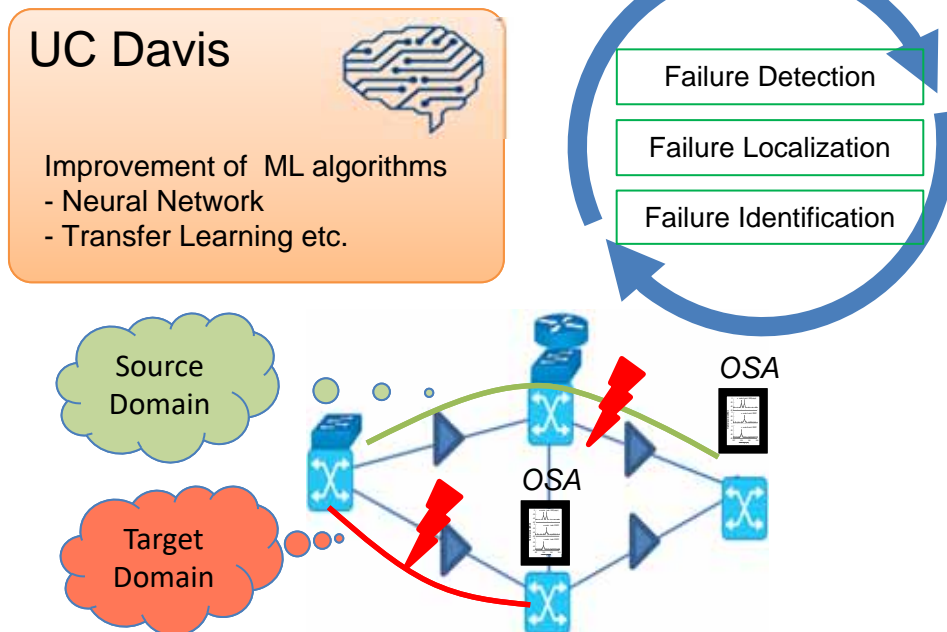 UC Davis
Improvement of  ML algorithms
- Neural Network
- Transfer Learning etc.
Failure Detection
Failure Localization
Failure Identification
Source
Domain
OSA
OSA
Target
Domain